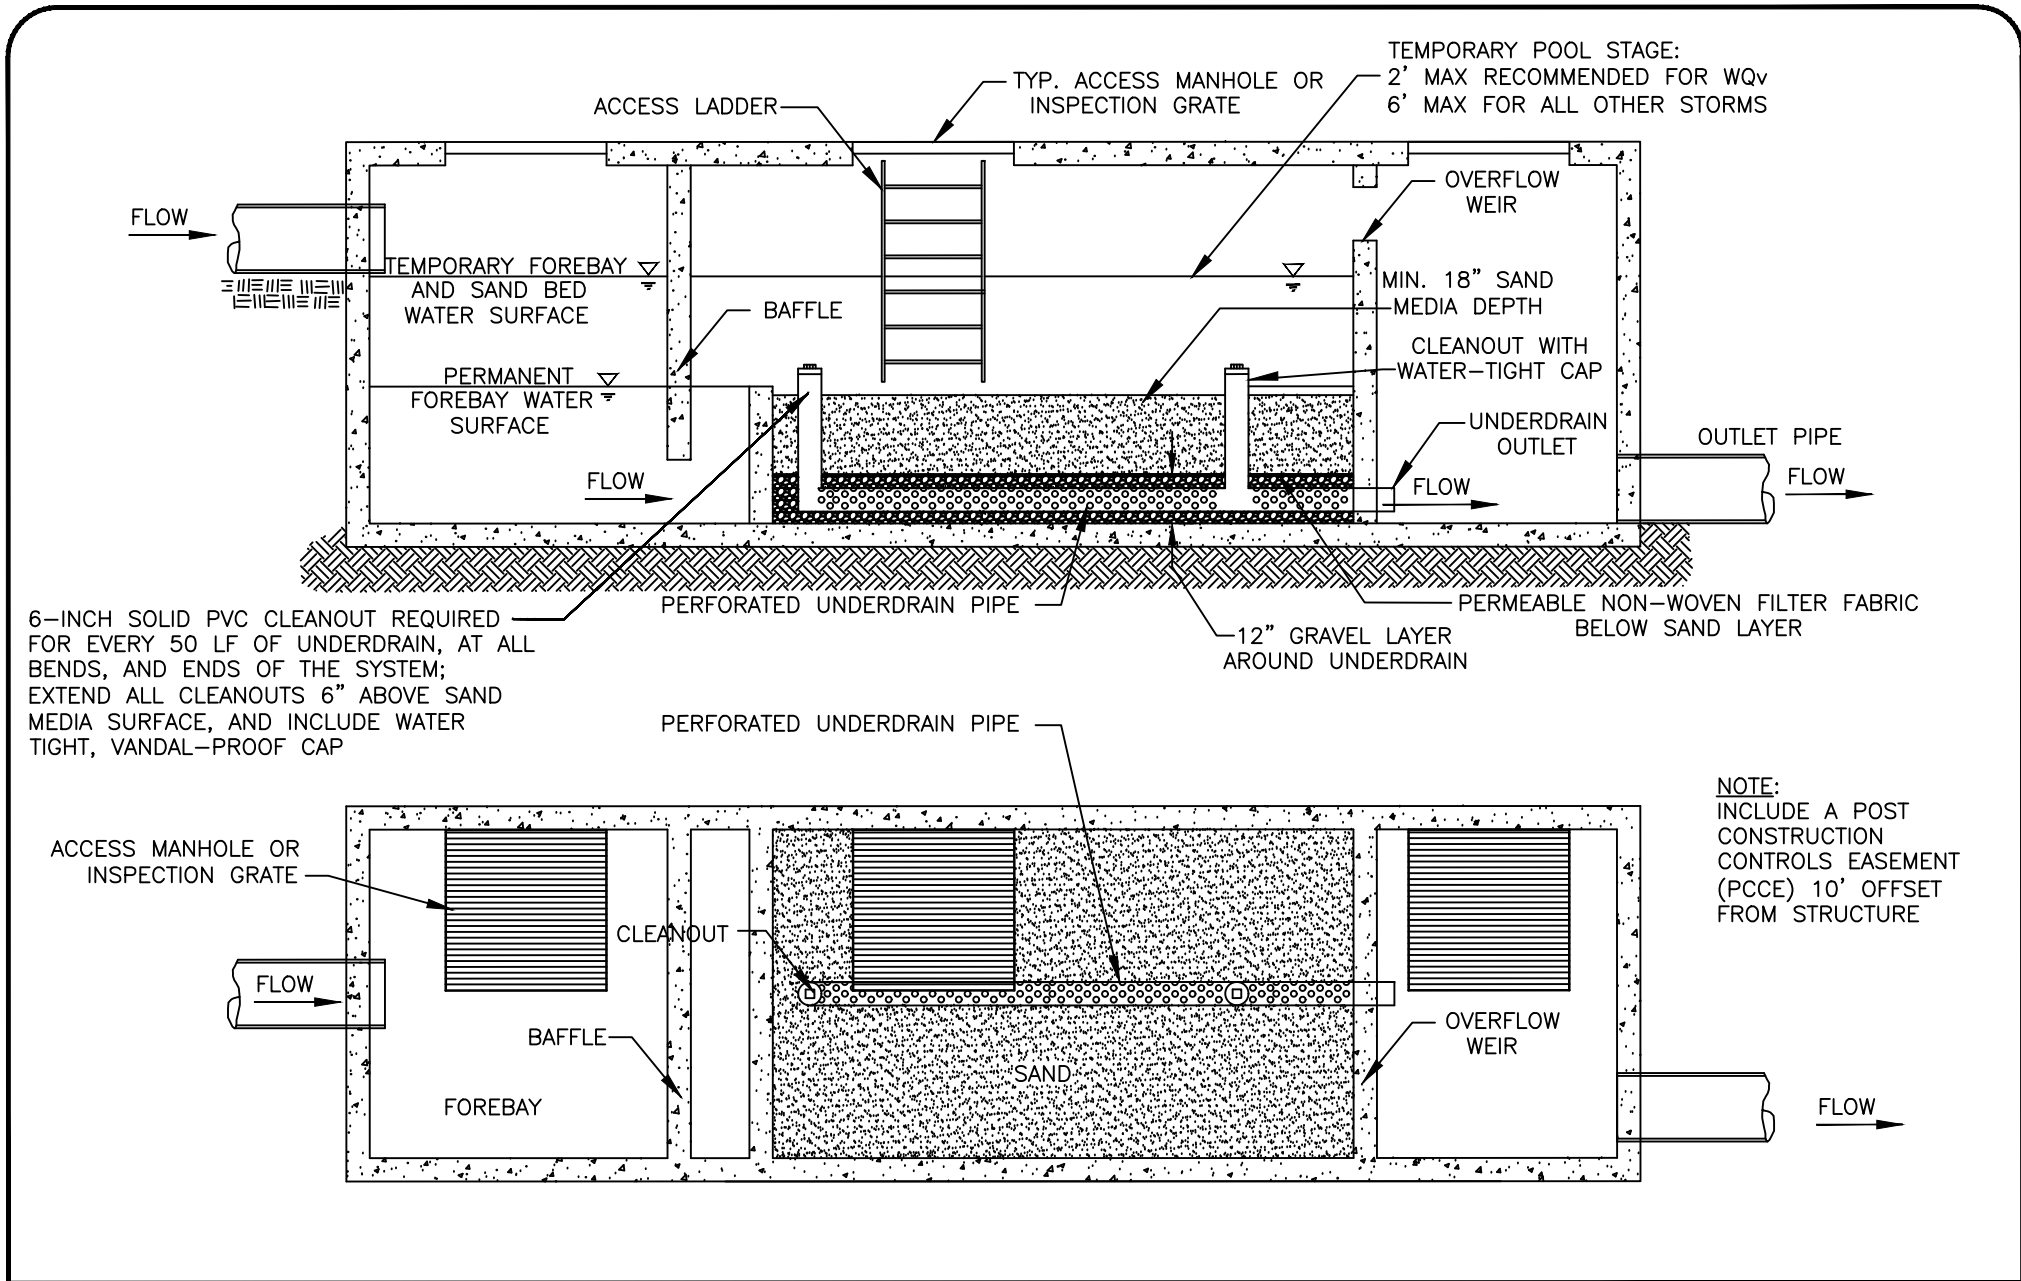 TEMPORARY POOL STAGE:
2' MAX RECOMMENDED FOR WQv
6' MAX FOR ALL OTHER STORMS
TYP. ACCESS MANHOLE OR
INSPECTION GRATE
ACCESS LADDER
OVERFLOW
WEIR
FLOW
TEMPORARY FOREBAY
AND SAND BED
WATER SURFACE
BAFFLE
MIN. 18" SAND
MEDIA DEPTH
CLEANOUT WITH
WATER-TIGHT CAP
PERMANENT
FOREBAY WATER
SURFACE
UNDERDRAIN
OUTLET
OUTLET PIPE
FLOW
FLOW
FLOW
6-INCH SOLID PVC CLEANOUT REQUIRED
FOR EVERY 50 LF OF UNDERDRAIN, AT ALL
BENDS, AND ENDS OF THE SYSTEM;
EXTEND ALL CLEANOUTS 6" ABOVE SAND
MEDIA SURFACE, AND INCLUDE WATER
TIGHT, VANDAL-PROOF CAP
PERFORATED UNDERDRAIN PIPE
PERMEABLE NON-WOVEN FILTER FABRIC
BELOW SAND LAYER
12" GRAVEL LAYER
AROUND UNDERDRAIN
PERFORATED UNDERDRAIN PIPE
NOTE:
INCLUDE A POST
CONSTRUCTION
CONTROLS EASEMENT
(PCCE) 10' OFFSET
FROM STRUCTURE
ACCESS MANHOLE OR
INSPECTION GRATE
CLEANOUT
FLOW
BAFFLE
OVERFLOW
WEIR
SAND
FOREBAY
FLOW